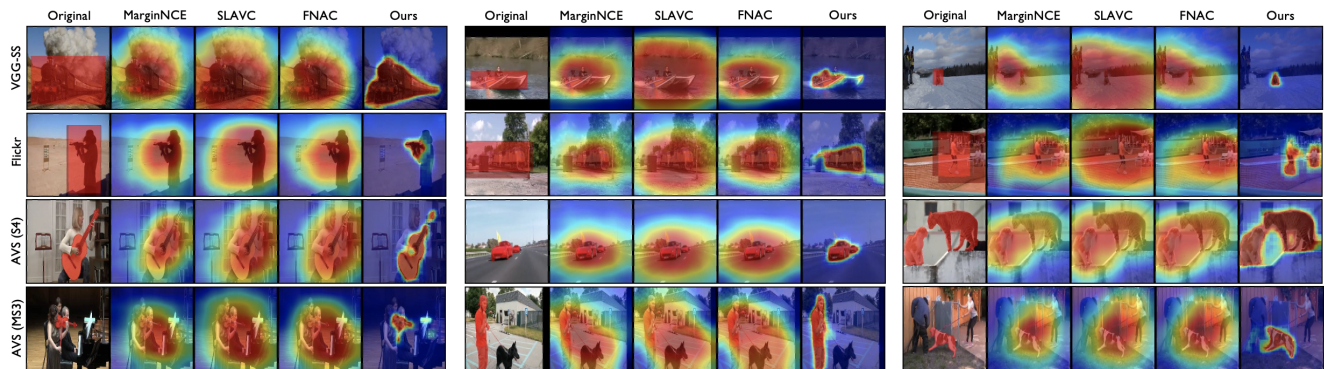 Original MarginNCE SLAVC FNAC Ours Original MarginNCE SLAVC FNAC Ours Original MarginNCE SLAVC FNAC Ours
VGG-SS
Flickr
AVS (S4)
AVS (MS3)